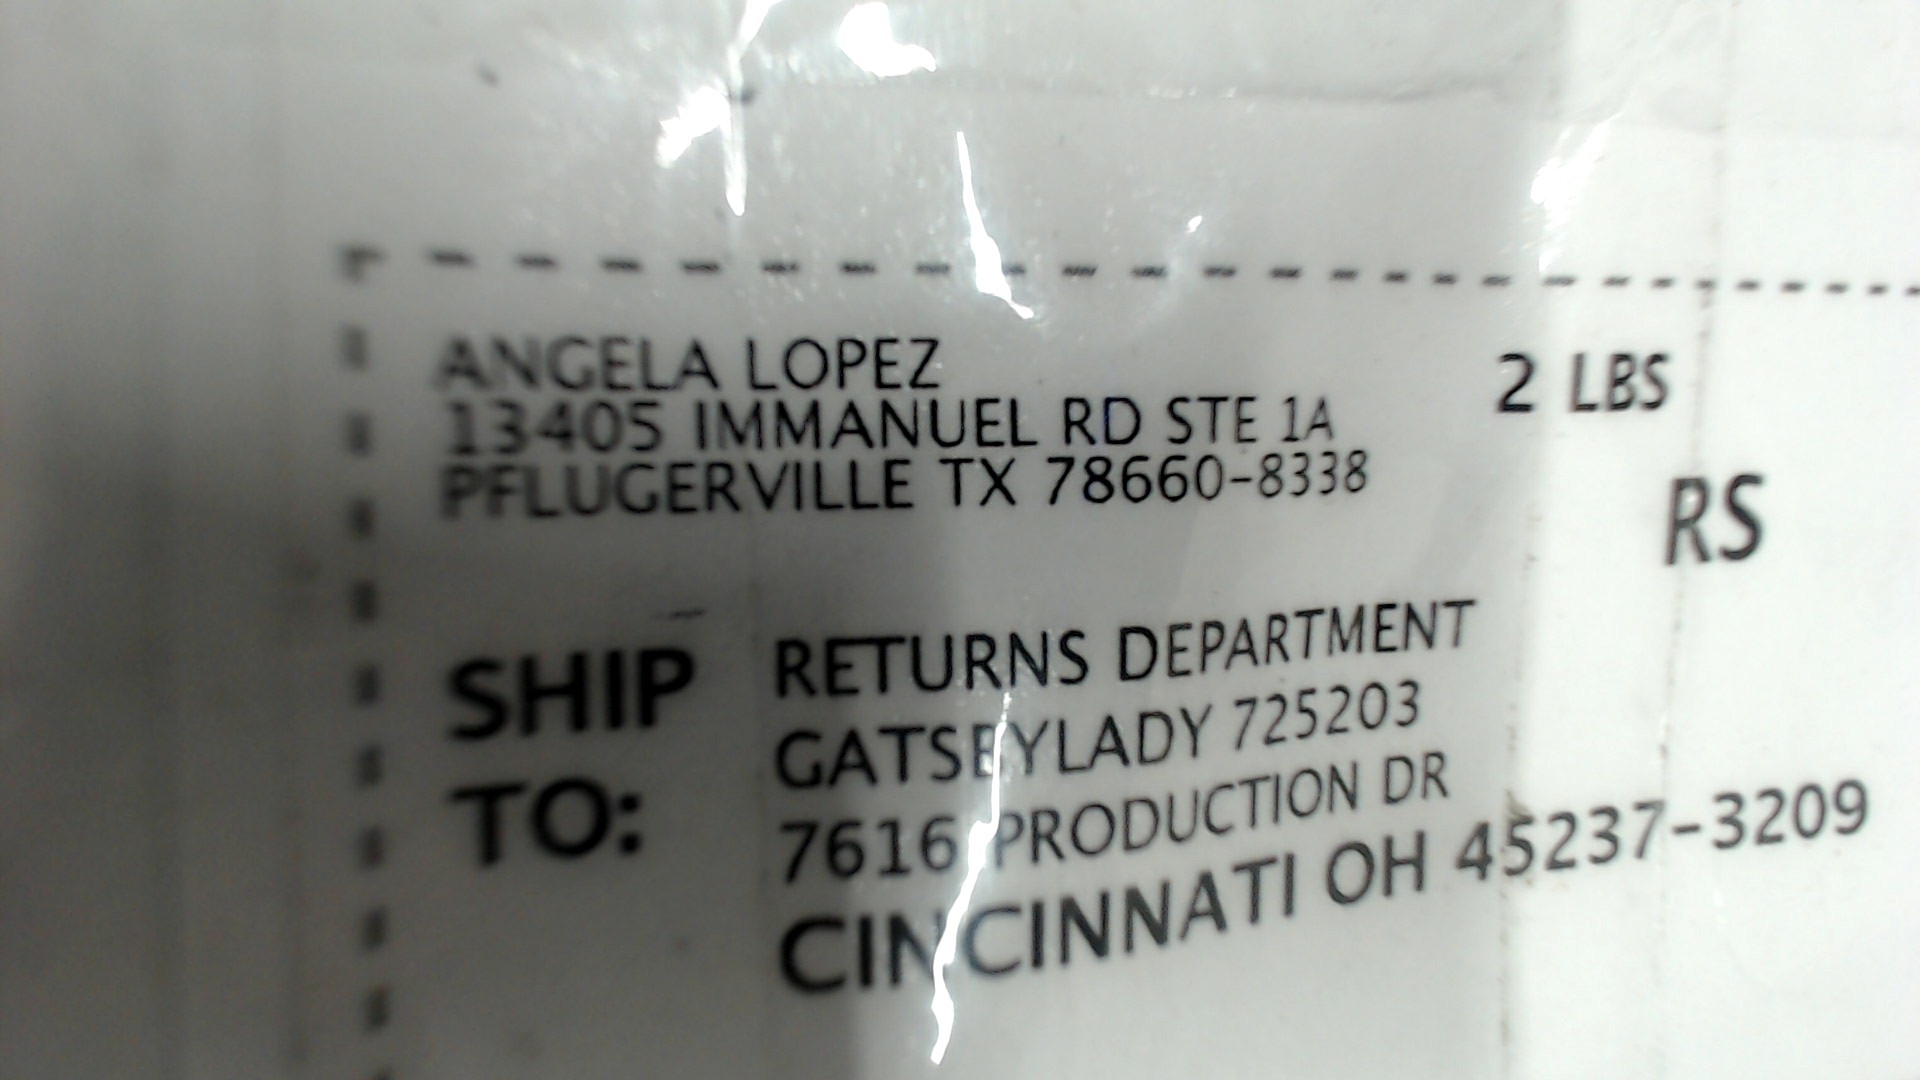 ANGELA LOPEZ
13405 IMMANUEL RD STE 1A
PFLUGERVILLE TX 78660-8338
2 LBS
RS
SHIP TO:
RETURNS DEPARTMENT
GATSBYLADY 725203
7616 PRODUCTION DR
CINCINNATI OH 45237-3209